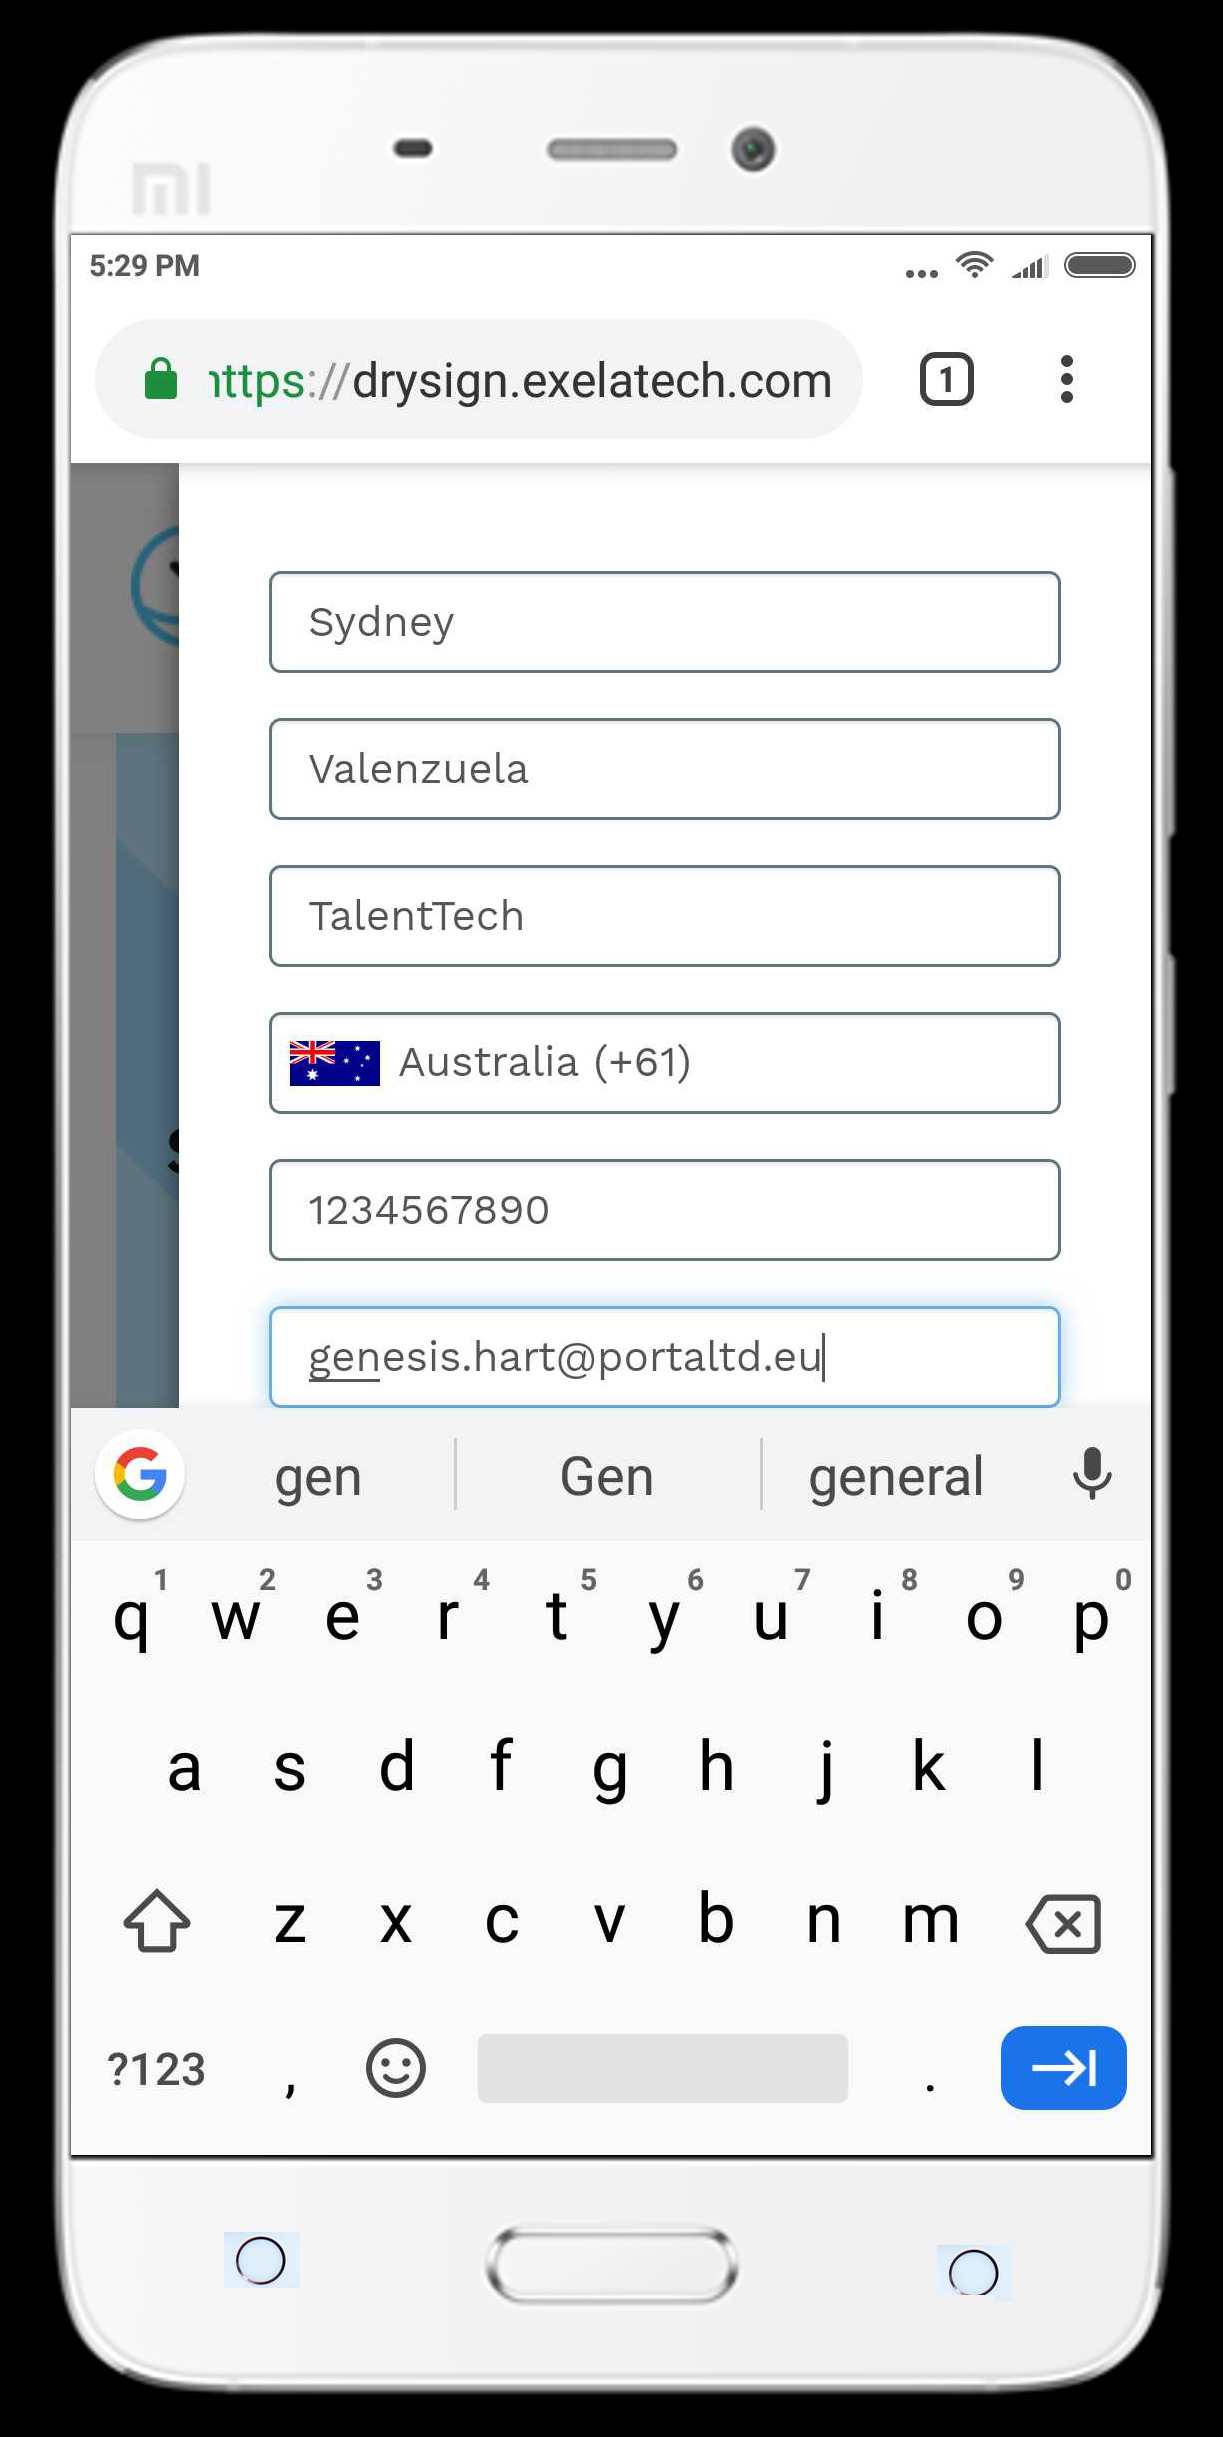 MI
5:29 PM
https://drysign.exelatech.com
1
Sydney
Valenzuela
TalentTech
Australia (+61)
1234567890
genesis.hart@portaltd.eu
G gen Gen general
1 2 3 4 5 6 7 8 9 0
q w e r t y u i o p
a s d f g h j k l
z x c v b n m
?123 , .